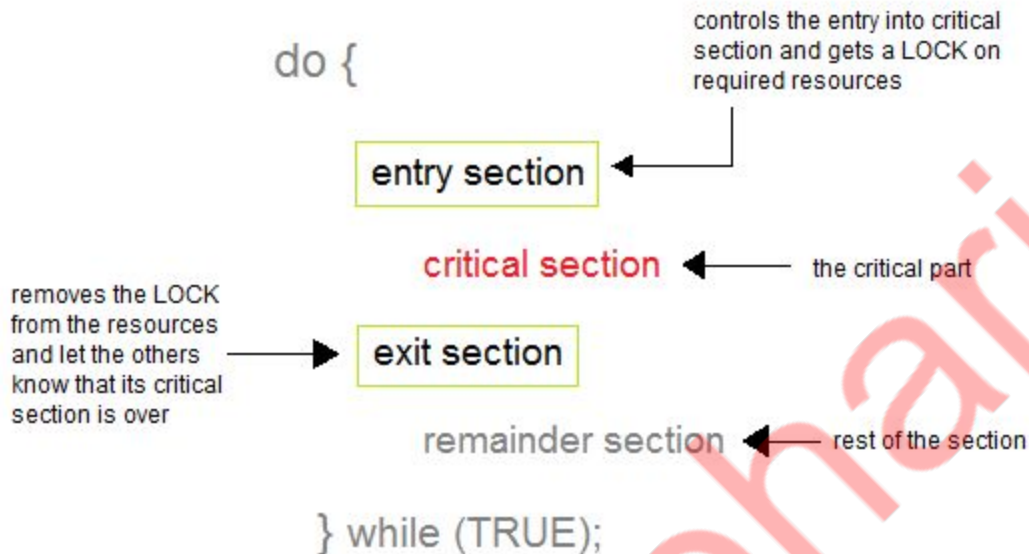 controls the entry into critical
section and gets a LOCK on
required resources
do {
entry section
critical section
the critical part
removes the LOCK
from the resources
and let the others
know that its critical
section is over
exit section
remainder section
rest of the section
} while (TRUE);